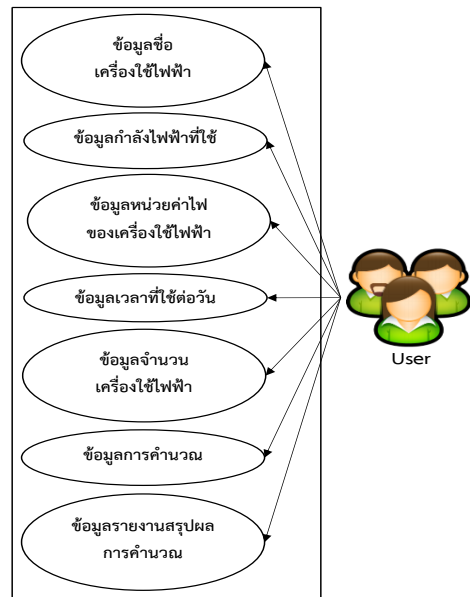 ข้อมูลชื่อ
เครื่องใช้ไฟฟ้า
ข้อมูลกำลังไฟฟ้าที่ใช้
ข้อมูลหน่วยค่าไฟ
ของเครื่องใช้ไฟฟ้า
ข้อมูลเวลาที่ใช้ต่อวัน
ข้อมูลจำนวน
เครื่องใช้ไฟฟ้า
ข้อมูลการคำนวณ
ข้อมูลรายงานสรุปผล
การคำนวณ
User